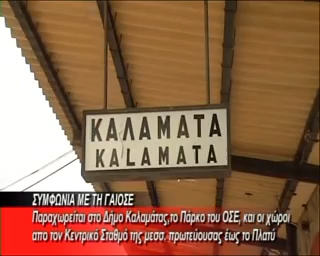 ΚΑΛΑΜΑΤΑ
KALAMATA
ΣΥΜΦΩΝΙΑ ΜΕ ΤΗ ΓΑΙΟΣΕ
Παραχωρείται στο Δήμο Καλαμάτας,το Πάρκο του ΟΣΕ, και οι χώροι
απο τον Κεντρικό Σταθμό της μεσσ. πρωτεύουσας έως το Πλατύ